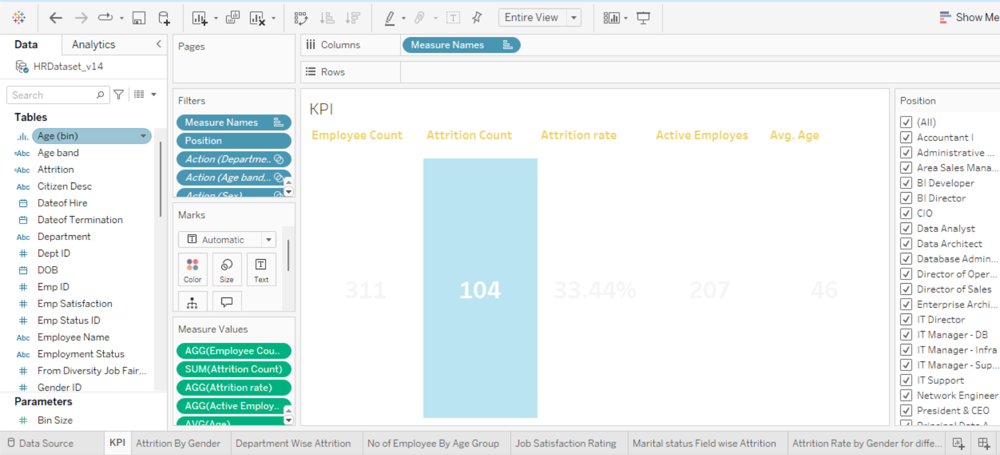 Entire View
Show Me
Data
Analytics
HRDataset_v14
Search
Tables
Age (bin)
=Abc Age band
=Abc Attrition
Abc Citizen Desc
Dateof Hire
Dateof Termination
Abc Department
# Dept ID
DOB
# Emp ID
# Emp Satisfaction
# Emp Status ID
Abc Employee Name
Abc Employment Status
# From Diversity Job Fair...
# Gender ID
Parameters
# Bin Size
Pages
Filters
Measure Names
Position
Action (Departme..
Action (Age band,..
Action (Sex)
Marks
T Automatic
Color
Size
T
Text
Measure Values
AGG(Employee Cou..
SUM(Attrition Count)
AGG(Attrition rate)
AGG(Active Employ..
AVG(Age)
Columns
Measure Names
Rows
KPI
Employee Count
Attrition Count
Attrition rate
Active Employes
Avg. Age
311
104
33.44%
207
46
Position
(All)
Accountant I
Administrative ...
Area Sales Mana...
BI Developer
BI Director
CIO
Data Analyst
Data Architect
Database Admin...
Director of Oper...
Director of Sales
Enterprise Archi...
IT Director
IT Manager - DB
IT Manager - Infra
IT Manager - Sup...
IT Support
Network Engineer
President & CEO
Principal Data A...
Data Source
KPI
Attrition By Gender
Department Wise Attrition
No of Employee By Age Group
Job Satisfaction Rating
Marital status Field wise Attrition
Attrition Rate by Gender for diffe...